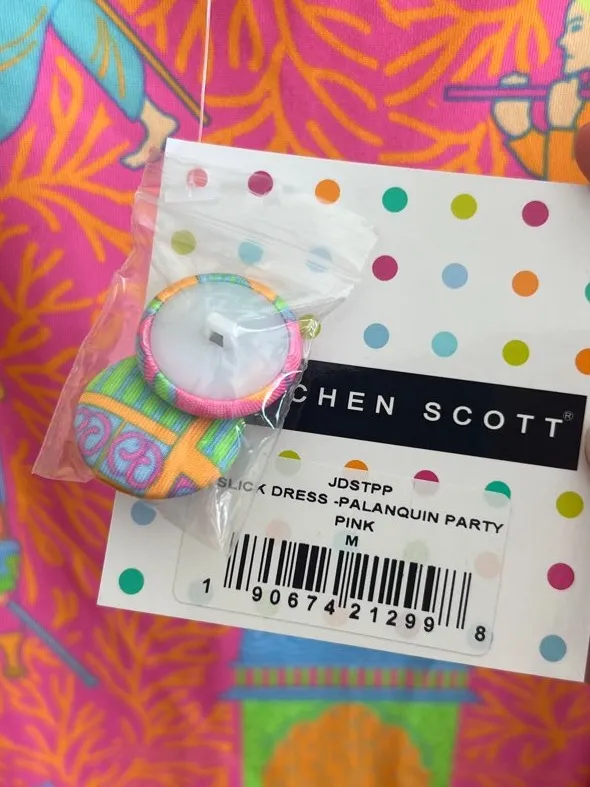 CHEN SCOTT®
JDSTPP
SLICK DRESS -PALANQUIN PARTY
PINK
M
1 90674 21299 8